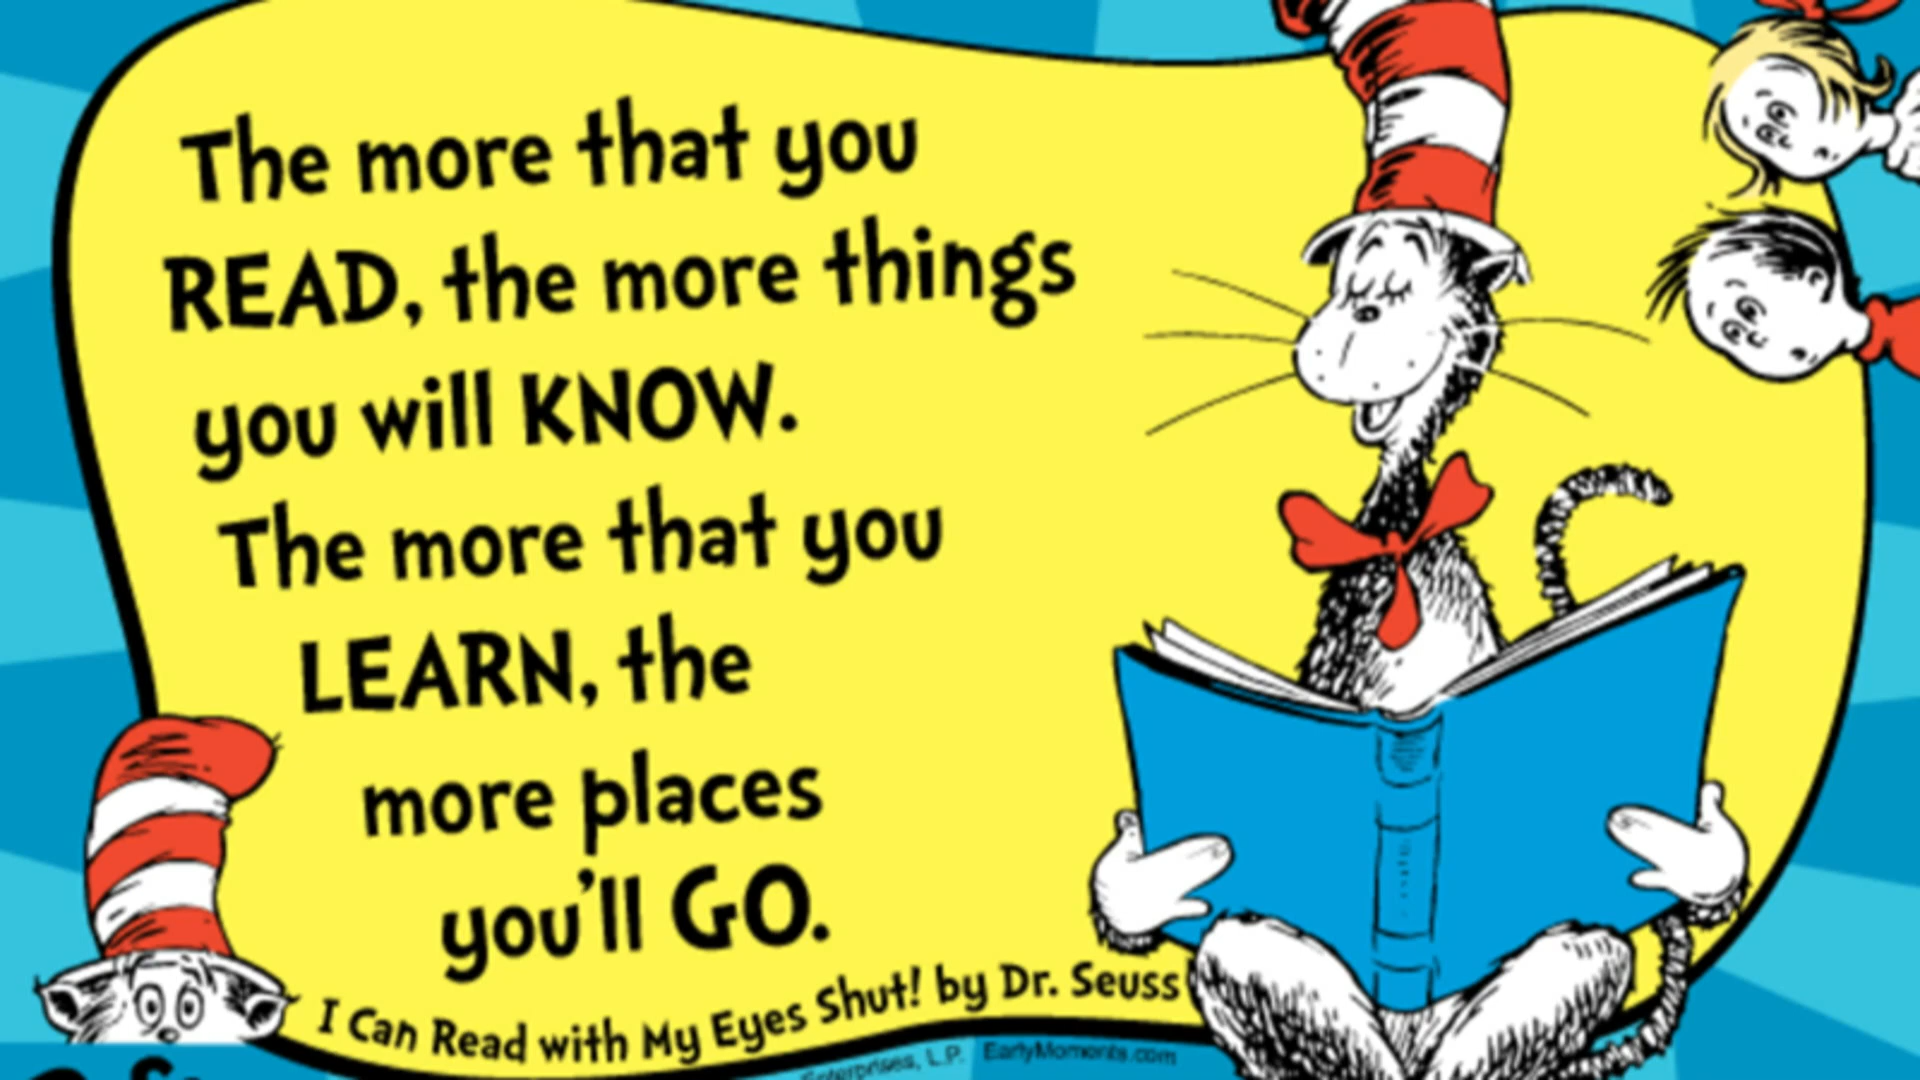 The more that you
READ, the more things
you will KNOW.
The more that you
LEARN, the
more places
you'll GO.
I Can Read with My Eyes Shut! by Dr. Seuss
Enterprises, L.P. EarlyMoments.com